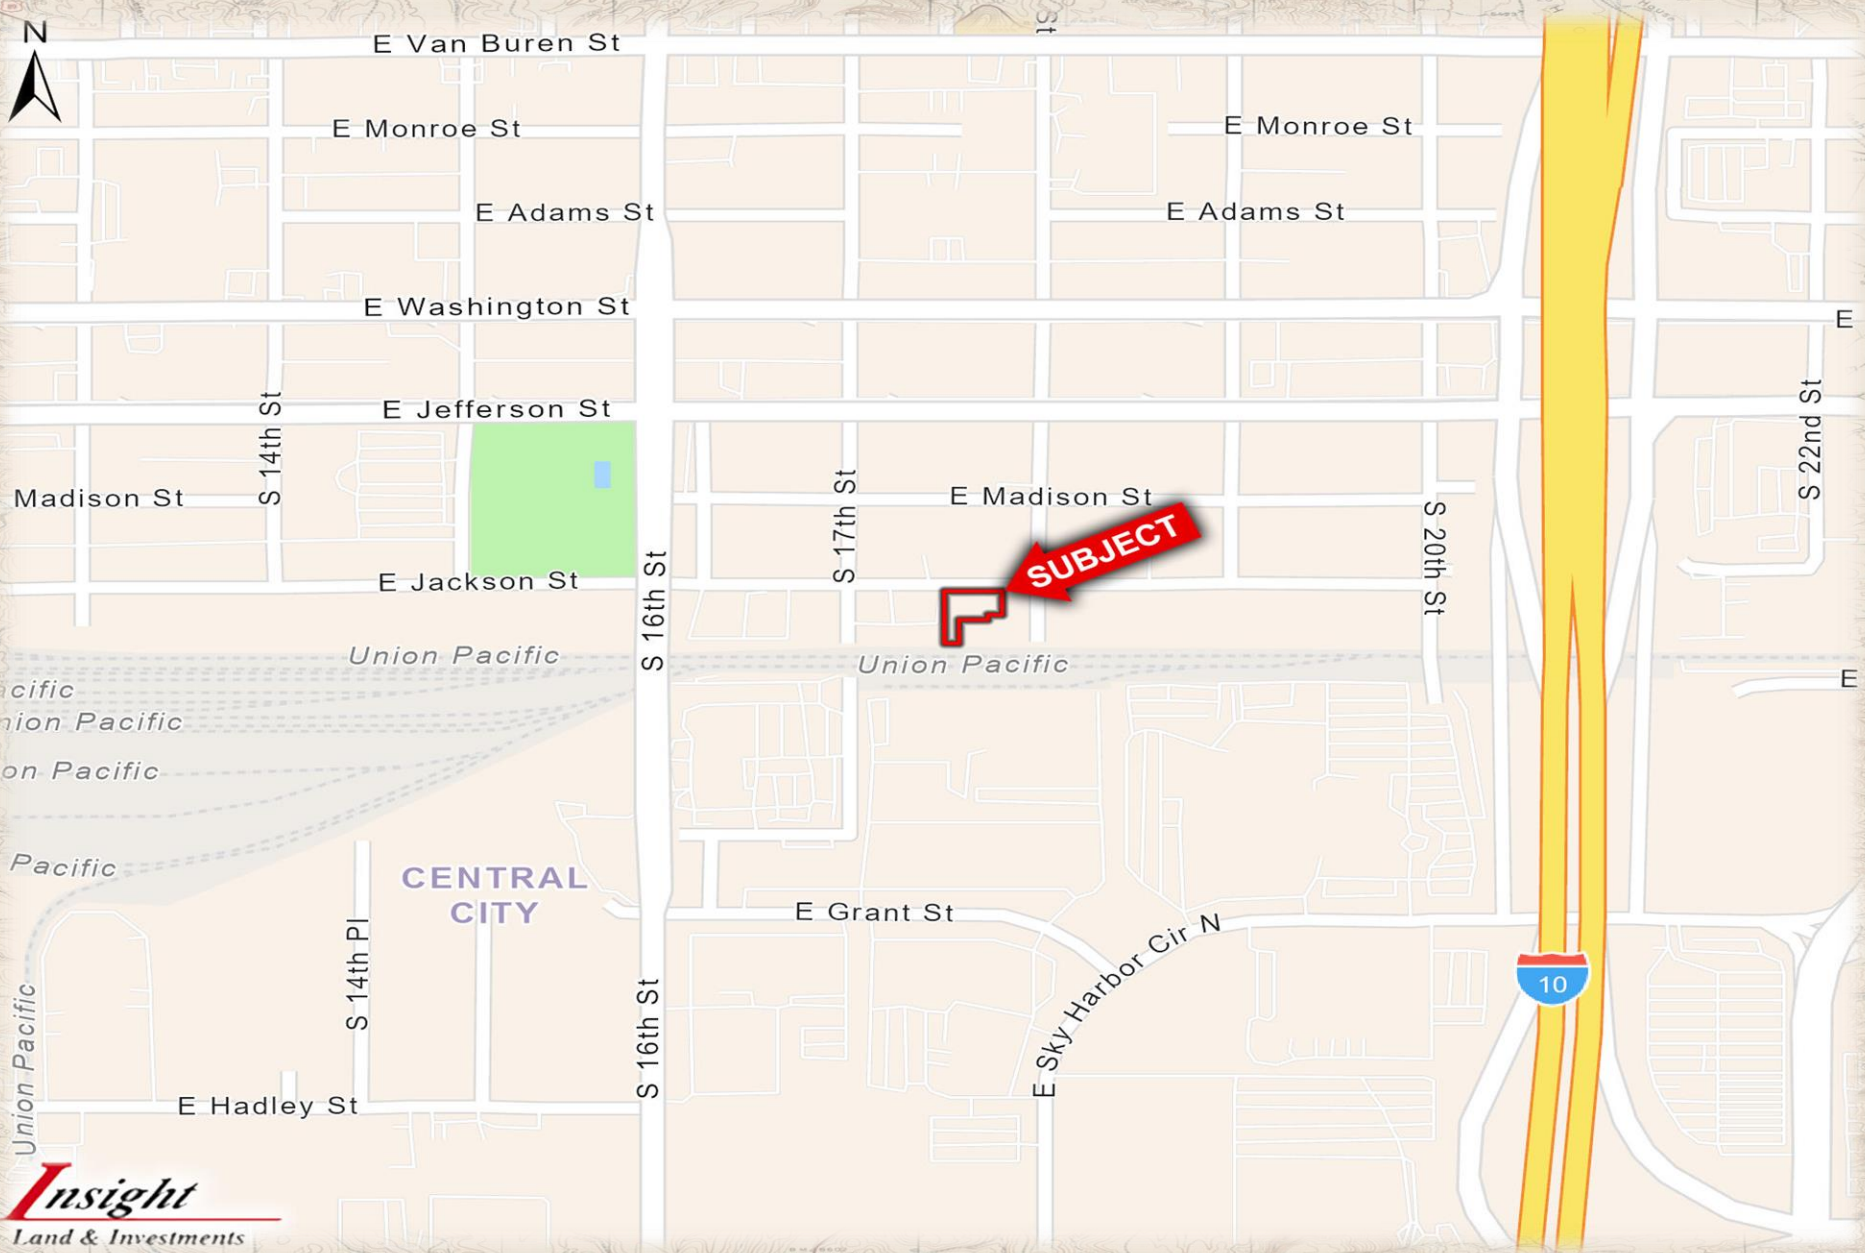 N
St
E Van Buren St
E Monroe St
E Monroe St
E Adams St
E Adams St
E Washington St
E
E Jefferson St
S 14th St
S 22nd St
Madison St
S 17th St
E Madison St
S 20th St
SUBJECT
E Jackson St
S 16th St
Union Pacific
Union Pacific
E
acific
nion Pacific
on Pacific
Pacific
CENTRAL
CITY
E Grant St
S 14th Pl
E Sky Harbor Cir N
10
S 16th St
Union Pacific
E Hadley St
Insight
Land & Investments